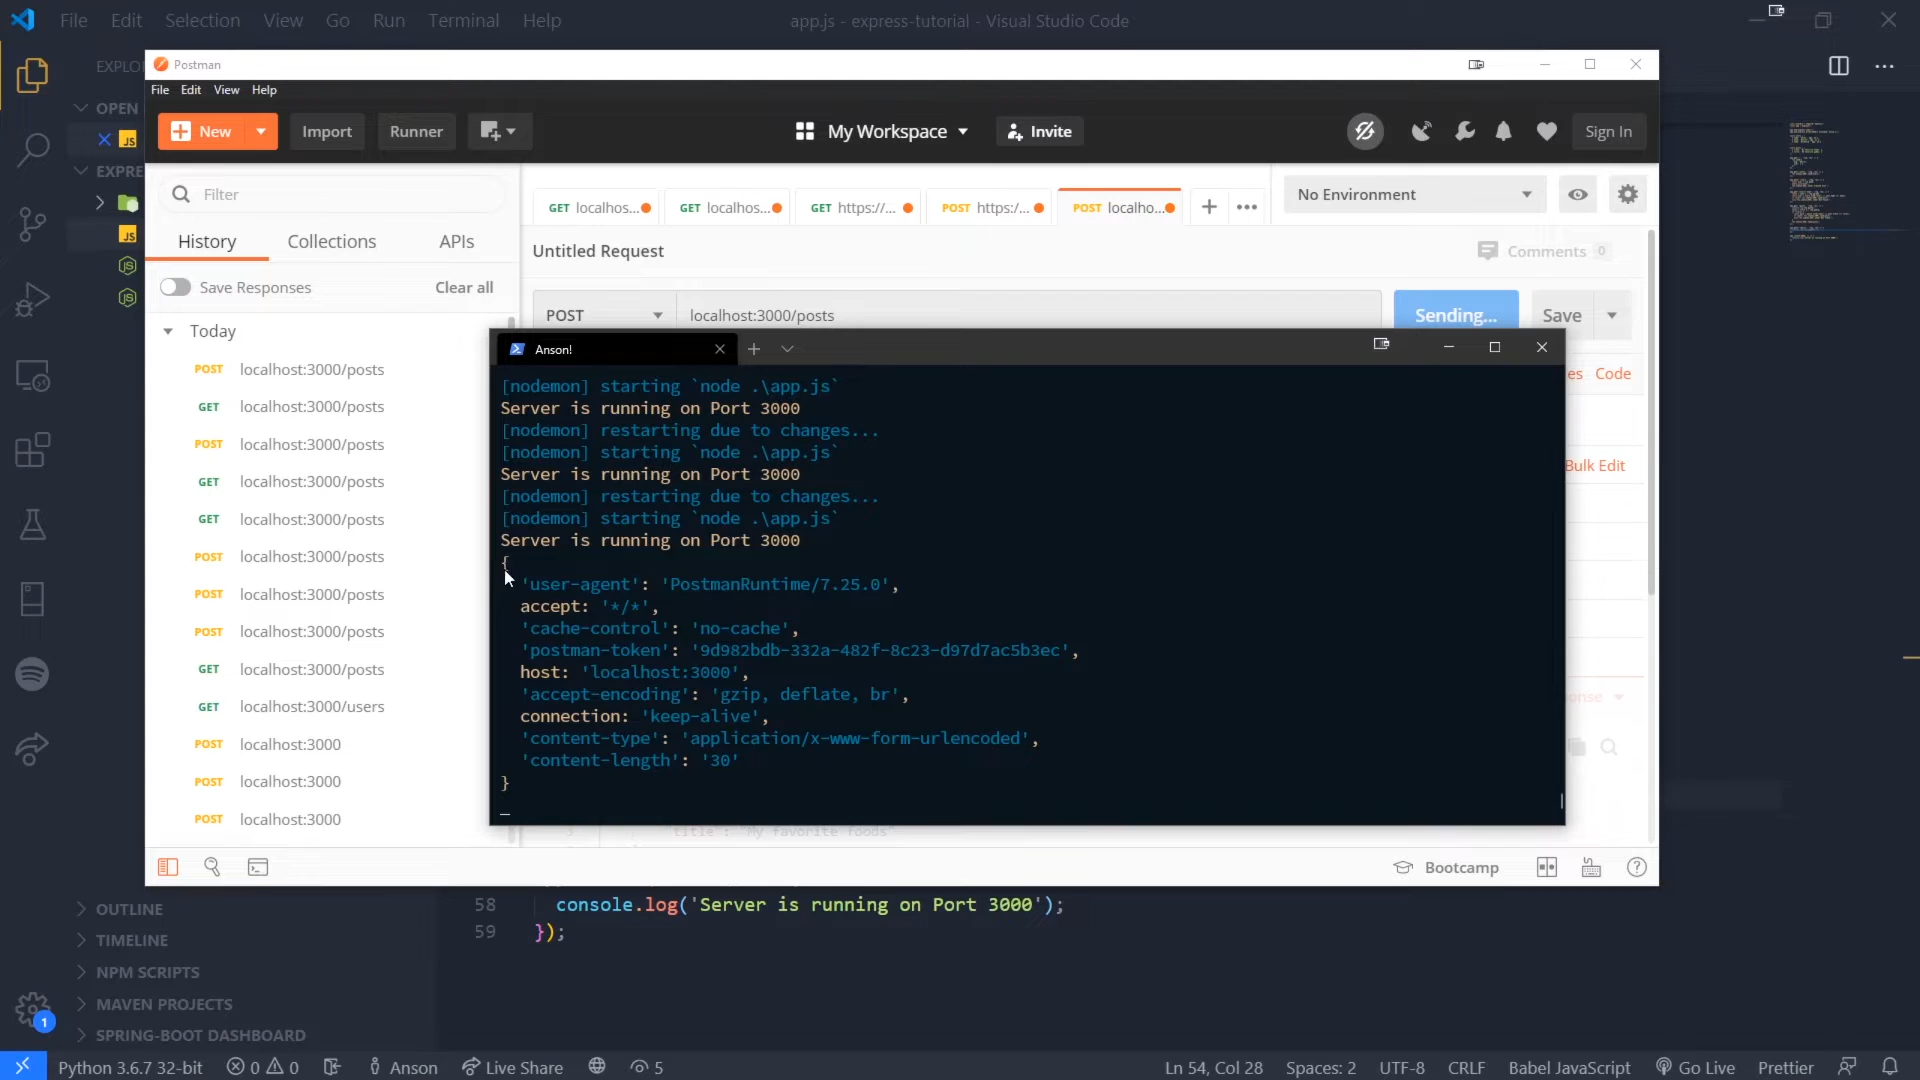 File Edit Selection View Go Run Terminal Help
app.js - express-tutorial - Visual Studio Code
Postman
File Edit View Help
New
Import
Runner
My Workspace
Invite
Sign In
Filter
GET localhos...
GET localhos...
GET https://...
POST https:/...
POST localho...
No Environment
History
Collections
APIs
Untitled Request
Comments 0
Save Responses
Clear all
POST
localhost:3000/posts
Sending...
Save
Today
POST localhost:3000/posts
GET localhost:3000/posts
POST localhost:3000/posts
GET localhost:3000/posts
GET localhost:3000/posts
POST localhost:3000/posts
POST localhost:3000/posts
POST localhost:3000/posts
GET localhost:3000/posts
GET localhost:3000/users
POST localhost:3000
POST localhost:3000
POST localhost:3000
Code
Bulk Edit
Anson!
[nodemon] starting `node .\app.js`
Server is running on Port 3000
[nodemon] restarting due to changes...
[nodemon] starting `node .\app.js`
Server is running on Port 3000
[nodemon] restarting due to changes...
[nodemon] starting `node .\app.js`
Server is running on Port 3000
{
'user-agent': 'PostmanRuntime/7.25.0',
accept: '*/*',
'cache-control': 'no-cache',
'postman-token': '9d982bdb-332a-482f-8c23-d97d7ac5b3ec',
host: 'localhost:3000',
'accept-encoding': 'gzip, deflate, br',
connection: 'keep-alive',
'content-type': 'application/x-www-form-urlencoded',
'content-length': '30'
}
"title": "My favorite foods"
Bootcamp
EXPLO
OPEN
JS
EXPRE
JS
OUTLINE
TIMELINE
NPM SCRIPTS
MAVEN PROJECTS
SPRING-BOOT DASHBOARD
58 console.log('Server is running on Port 3000');
59 });
1
Python 3.6.7 32-bit
0 0
Anson
Live Share
5
Ln 54, Col 28
Spaces: 2
UTF-8
CRLF
Babel JavaScript
Go Live
Prettier